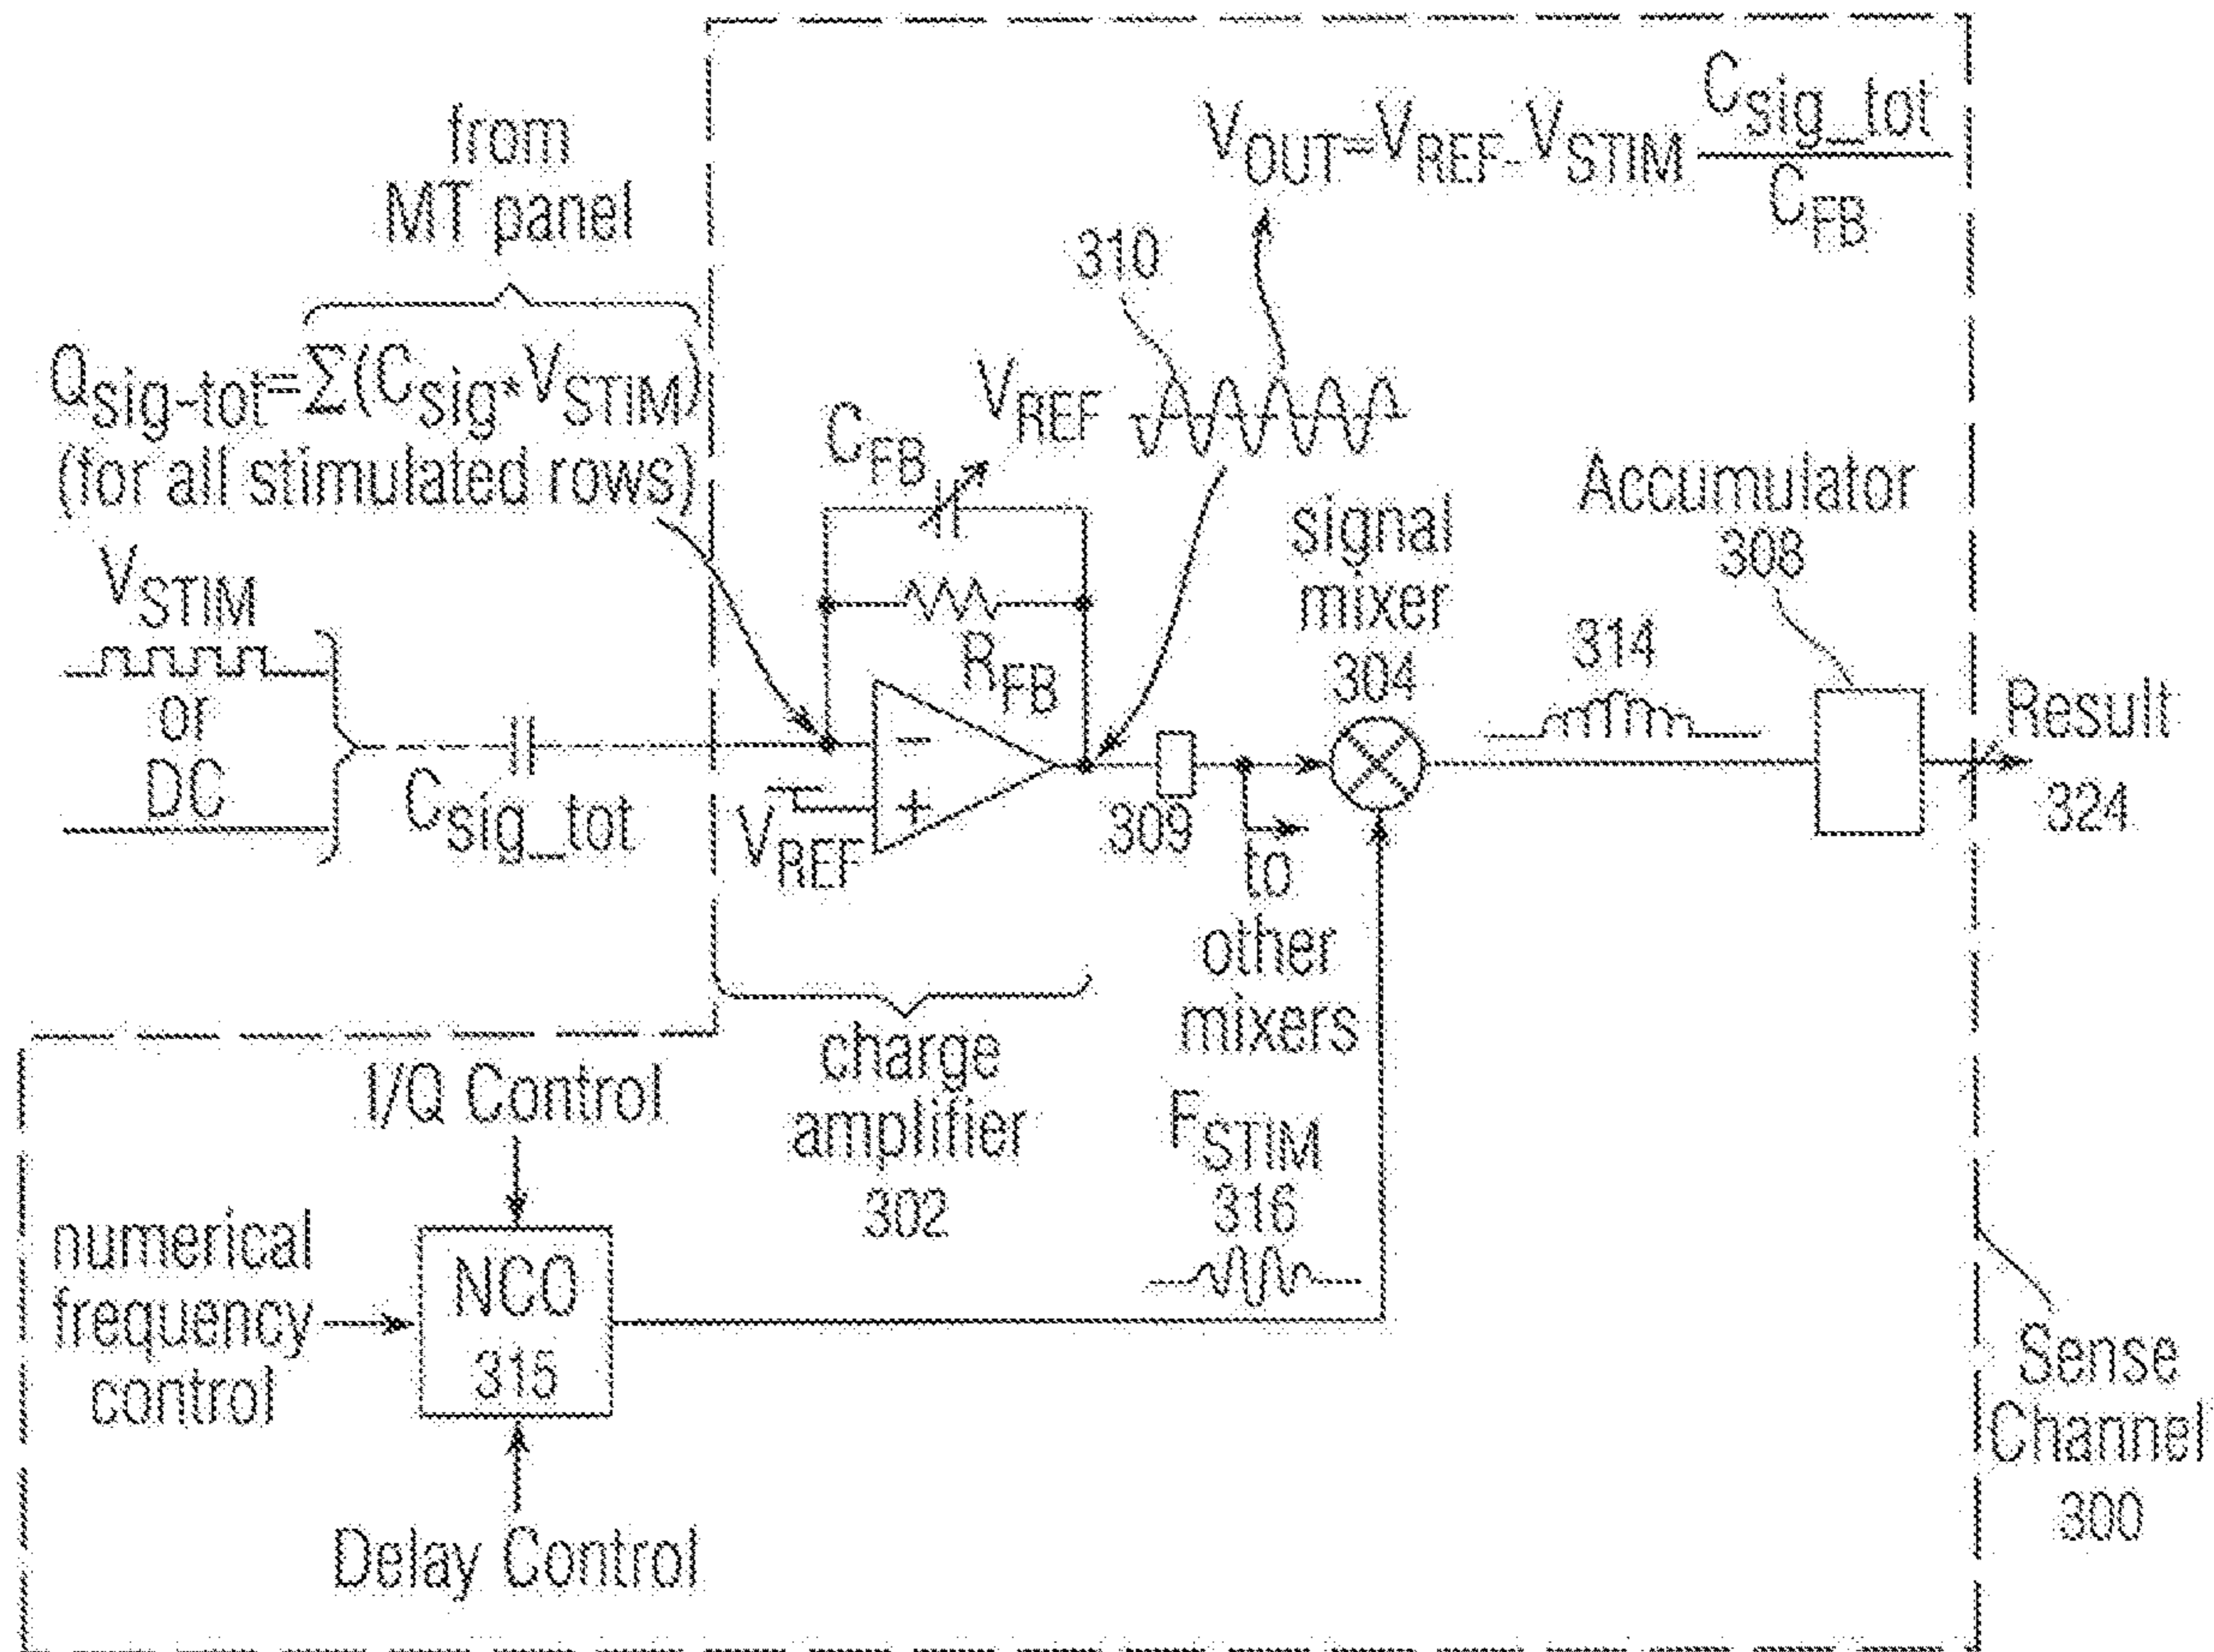 from
MT panel
Qsig-tot=Σ(Csig*VSTIM)
(for all stimulated rows)
VSTIM
or
DC
Csig_tot
VOUT=VREF-VSTIM Csig_tot
CFB
310
VREF
CFB
RFB
VREF
309
to
other
mixers
signal
mixer
304
314
Accumulator
308
Result
324
charge
amplifier
302
I/Q Control
numerical
frequency
control
NCO
315
Delay Control
FSTIM
316
Sense
Channel
300